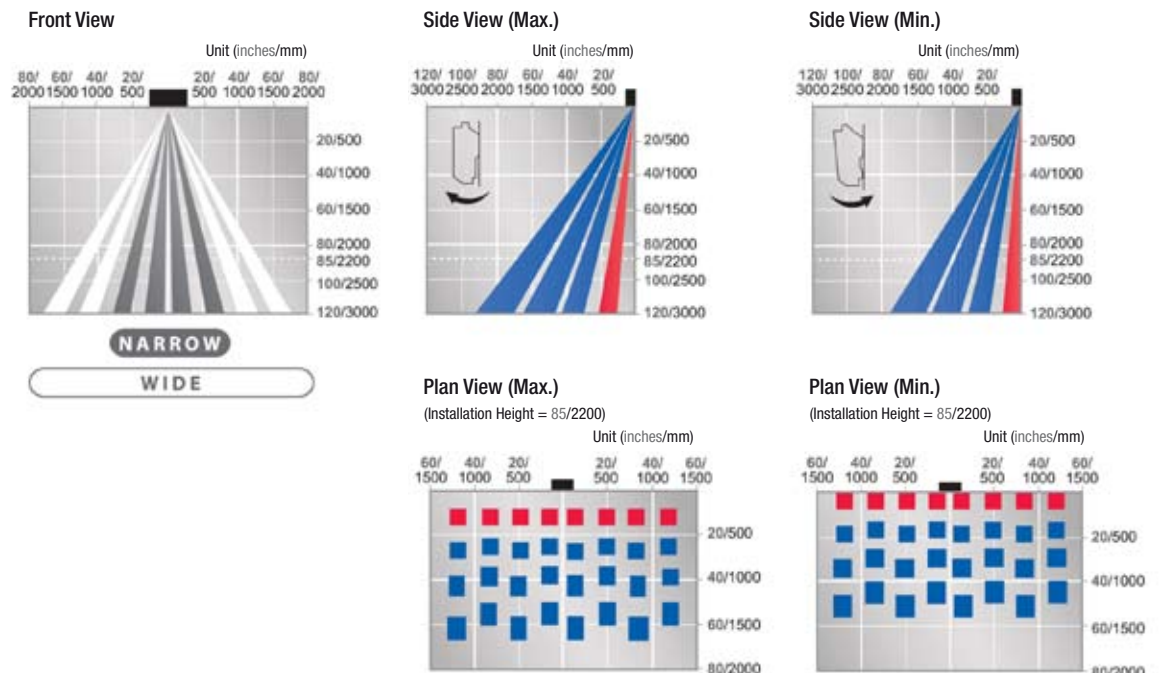 Front View
Unit (inches/mm)
80/ 60/ 40/ 20/ 20/ 40/ 60/ 80/
2000 1500 1000 500 500 1000 1500 2000
20/500
40/1000
60/1500
80/2000
85/2200
100/2500
120/3000
NARROW
WIDE
Side View (Max.)
Unit (inches/mm)
120/ 100/ 80/ 60/ 40/ 20/
3000 2500 2000 1500 1000 500
20/500
40/1000
60/1500
80/2000
85/2200
100/2500
120/3000
Side View (Min.)
Unit (inches/mm)
120/ 100/ 80/ 60/ 40/ 20/
3000 2500 2000 1500 1000 500
20/500
40/1000
60/1500
80/2000
85/2200
100/2500
120/3000
Plan View (Max.)
(Installation Height = 85/2200)
Unit (inches/mm)
60/ 40/ 20/ 20/ 40/ 60/
1500 1000 500 500 1000 1500
20/500
40/1000
60/1500
80/2000
Plan View (Min.)
(Installation Height = 85/2200)
Unit (inches/mm)
60/ 40/ 20/ 20/ 40/ 60/
1500 1000 500 500 1000 1500
20/500
40/1000
60/1500
80/2000